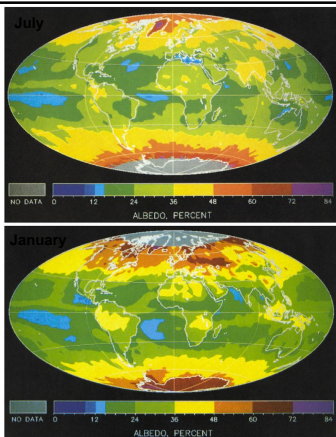 July
NO DATA
0 12 24 36 48 60 72 84
ALBEDO, PERCENT
January
NO DATA
0 12 24 36 48 60 72 84
ALBEDO, PERCENT